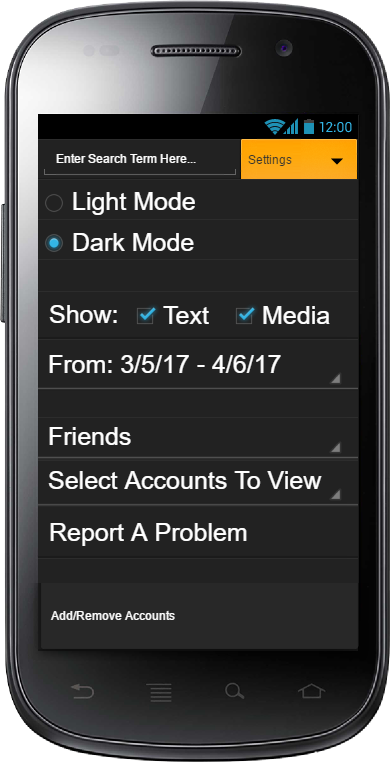 12:00
Enter Search Term Here... Settings
Light Mode
Dark Mode
Show: Text Media
From: 3/5/17 - 4/6/17
Friends
Select Accounts To View
Report A Problem
Add/Remove Accounts